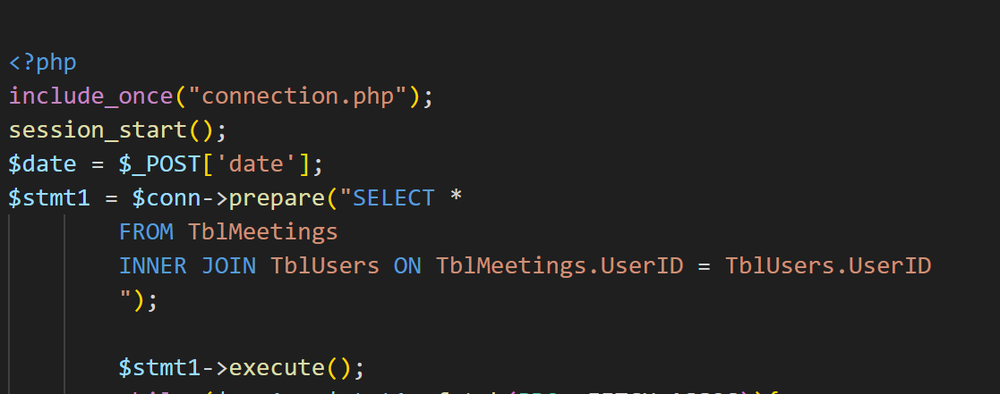 <?php
include_once("connection.php");
session_start();
$date = $_POST['date'];
$stmt1 = $conn->prepare("SELECT *
FROM TblMeetings
INNER JOIN TblUsers ON TblMeetings.UserID = TblUsers.UserID
");
$stmt1->execute();